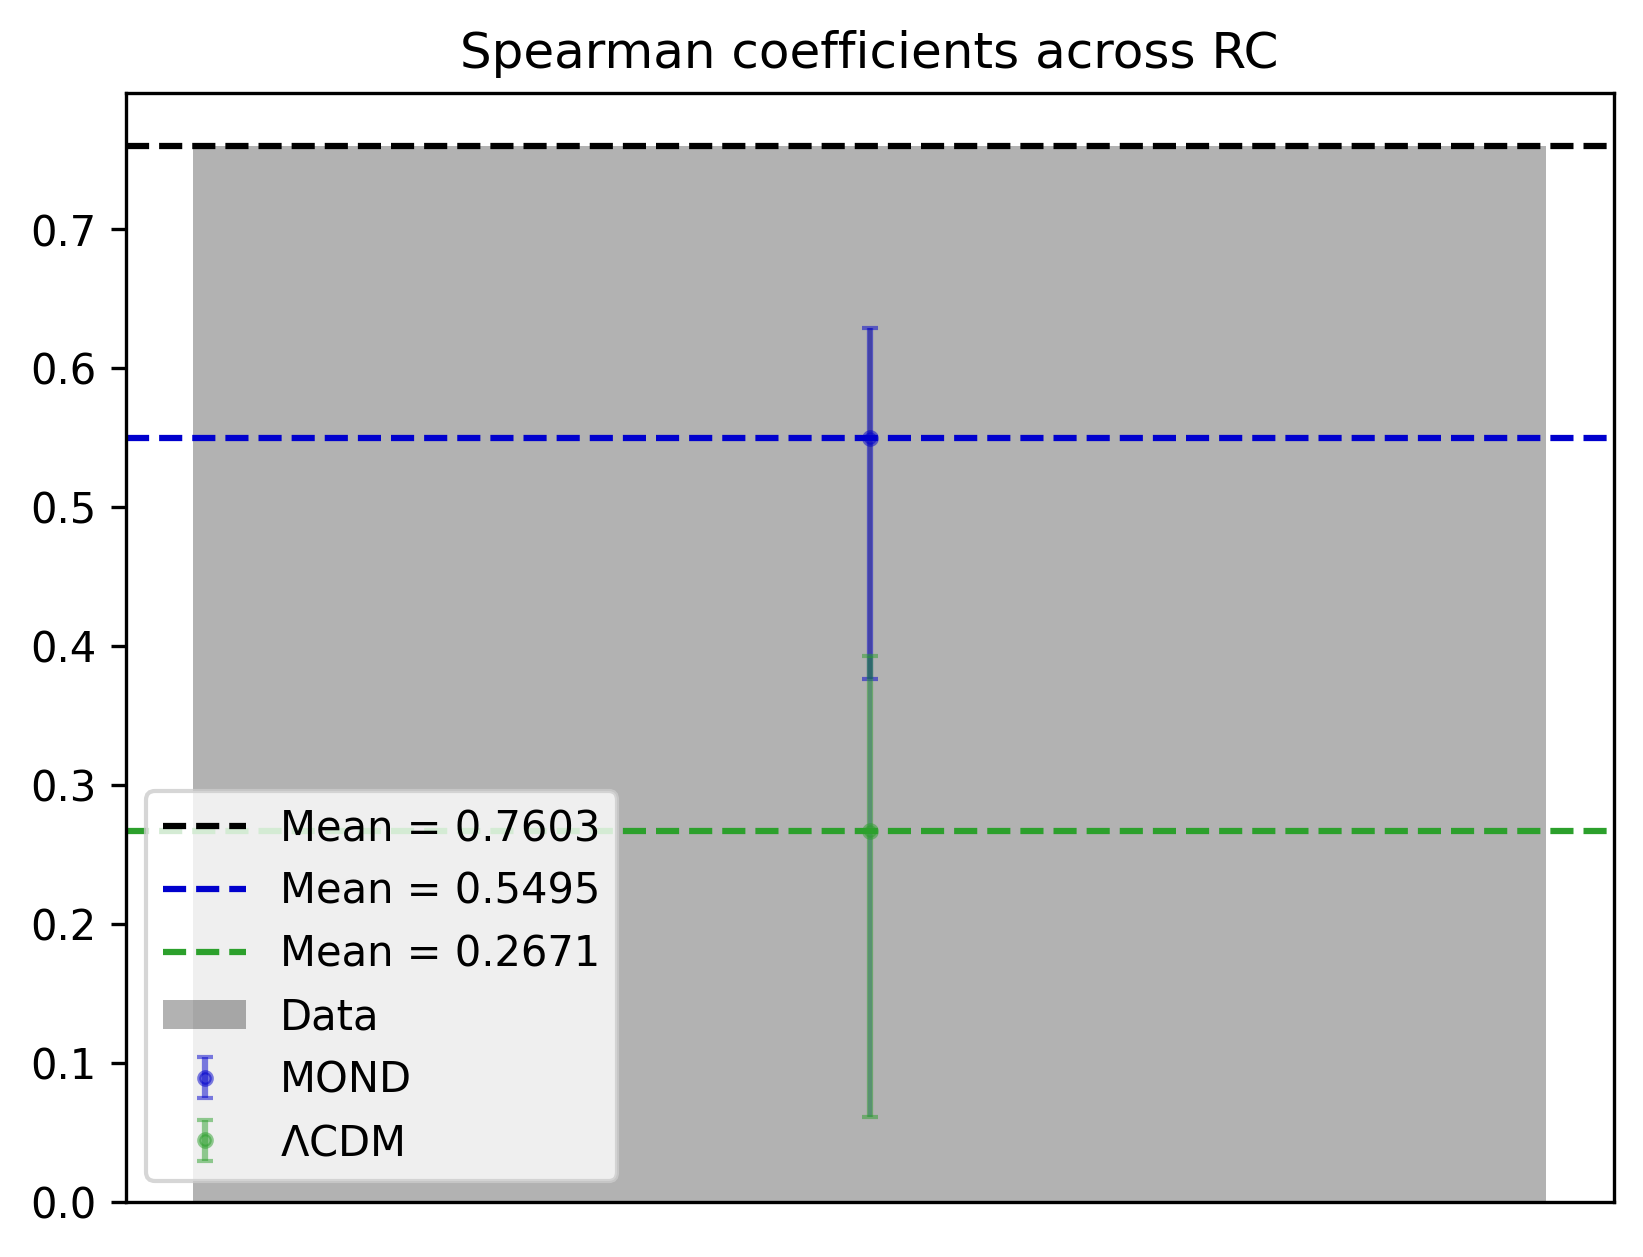 Spearman coefficients across RC
0.7
0.6
0.5
0.4
0.3
0.2
0.1
0.0
Mean = 0.7603
Mean = 0.5495
Mean = 0.2671
Data
MOND
ΛCDM